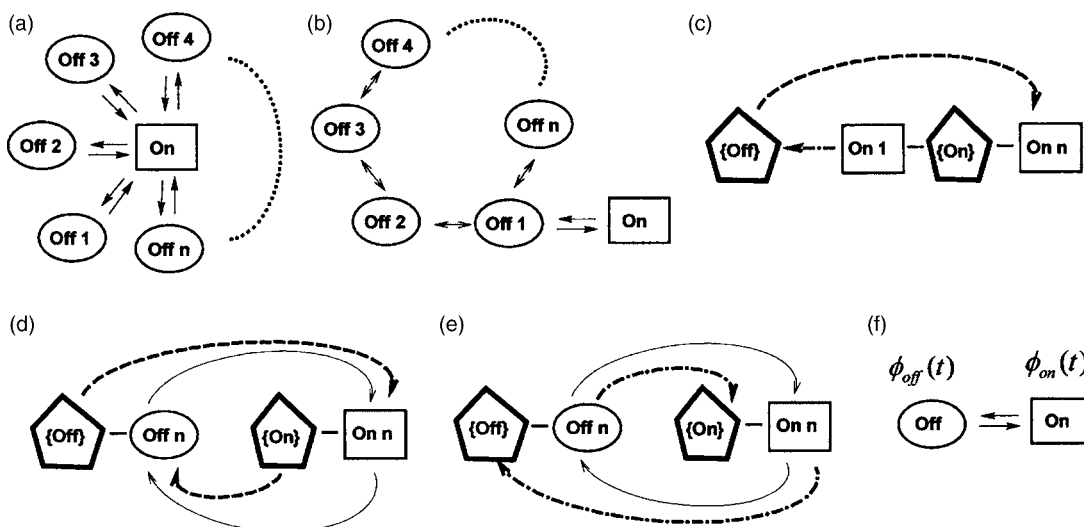 (a)
Off 4
Off 3
Off 2
On
Off 1
Off n
(b)
Off 4
Off 3
Off n
Off 2
Off 1
On
(c)
{Off}
On 1
{On}
On n
(d)
{Off}
Off n
{On}
On n
(e)
{Off}
Off n
{On}
On n
(f)
ϕoff(t)
ϕon(t)
Off
On